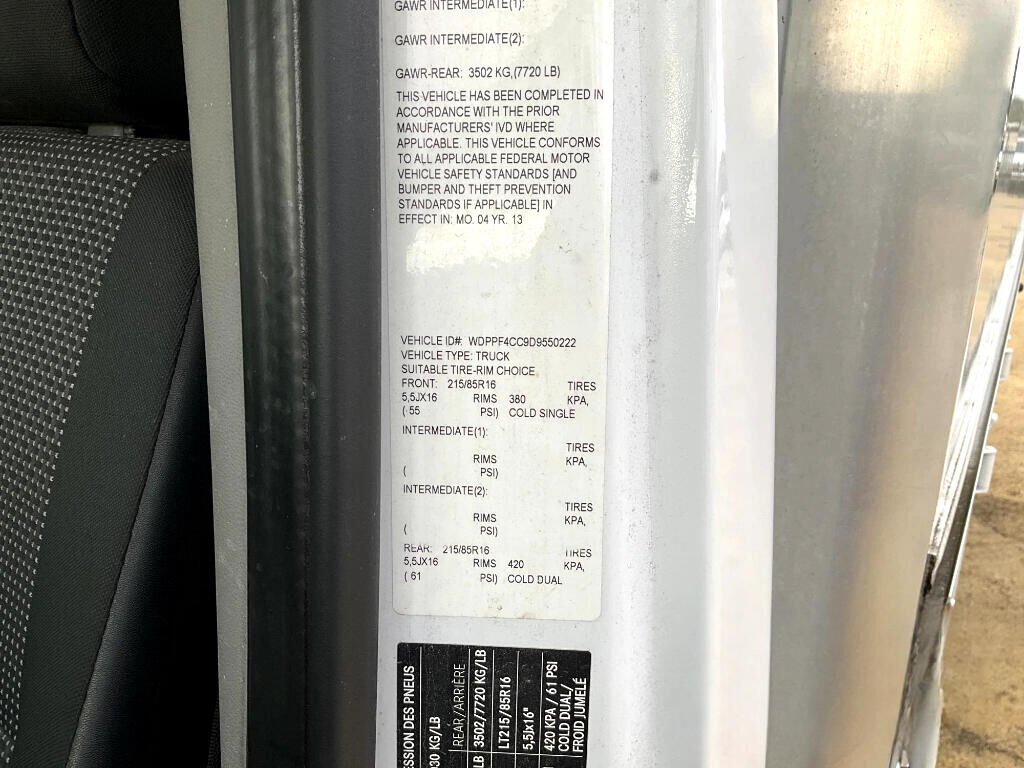 GAWR INTERMEDIATE(1):
GAWR INTERMEDIATE(2):
GAWR-REAR: 3502 KG,(7720 LB)
THIS VEHICLE HAS BEEN COMPLETED IN
ACCORDANCE WITH THE PRIOR
MANUFACTURERS' IVD WHERE
APPLICABLE. THIS VEHICLE CONFORMS
TO ALL APPLICABLE FEDERAL MOTOR
VEHICLE SAFETY STANDARDS [AND
BUMPER AND THEFT PREVENTION
STANDARDS IF APPLICABLE] IN
EFFECT IN: MO. 04 YR. 13
VEHICLE ID#: WDPPF4CC9D9550222
VEHICLE TYPE: TRUCK
SUITABLE TIRE-RIM CHOICE
FRONT: 215/85R16 TIRES
5,5JX16 RIMS 380 KPA,
( 55 PSI) COLD SINGLE
INTERMEDIATE(1):
TIRES
RIMS KPA,
( PSI)
INTERMEDIATE(2):
TIRES
RIMS KPA,
( PSI)
REAR: 215/85R16 TIRES
5,5JX16 RIMS 420 KPA,
( 61 PSI) COLD DUAL
ESSION DES PNEUS
930 KG/LB
REAR/ARRIÈRE
LB 3502/7720 KG/LB
LT215/85R16
5,5Jx16"
420 KPA / 61 PSI
COLD DUAL/
FROID JUMELÉ